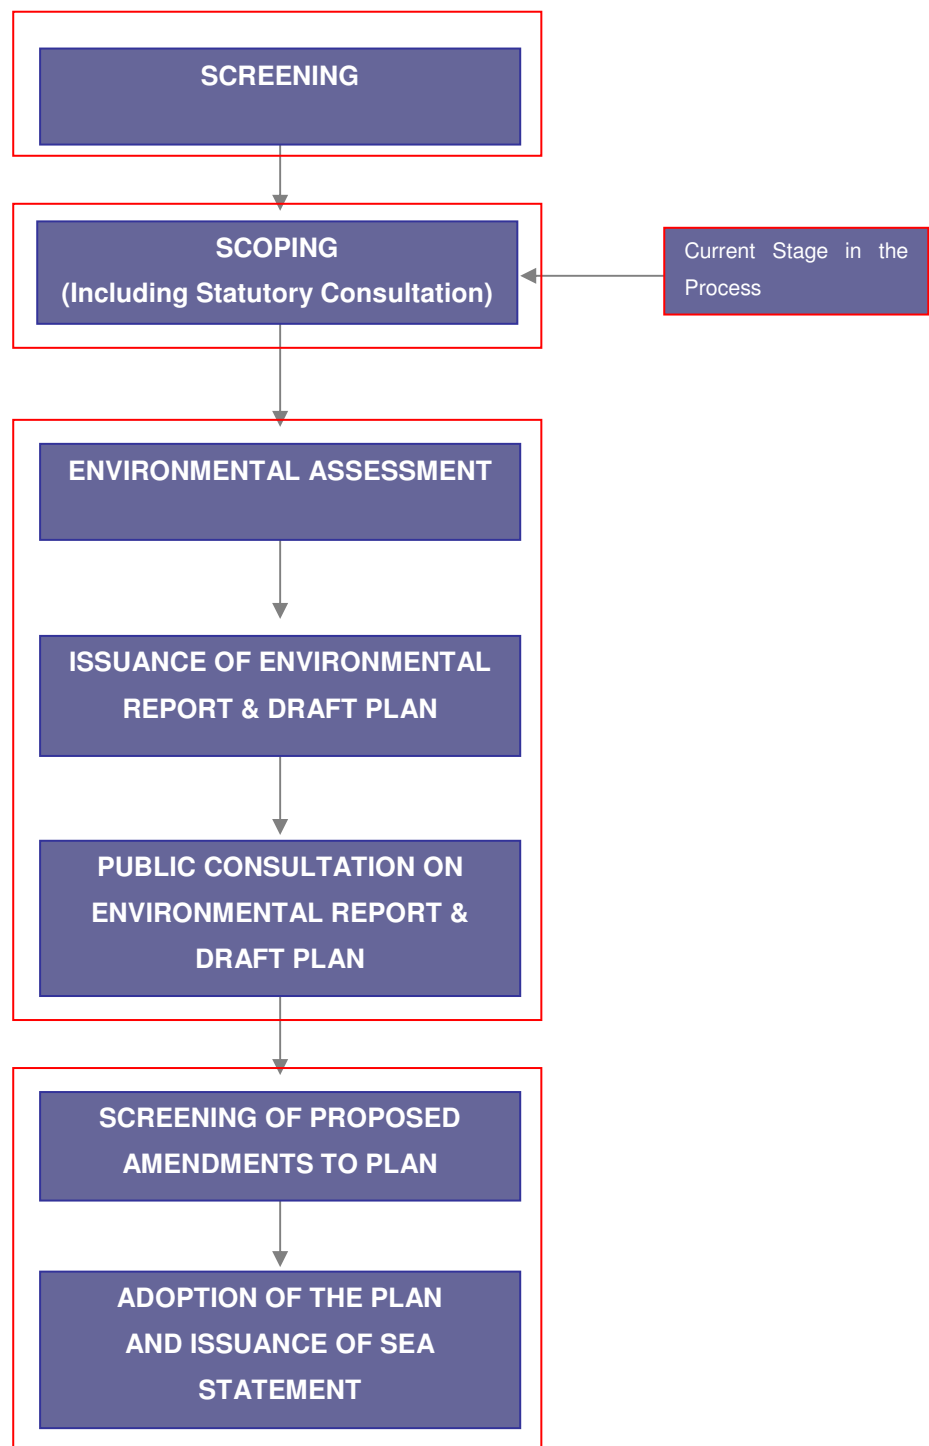 SCREENING
SCOPING
(Including Statutory Consultation)
Current Stage in the
Process
ENVIRONMENTAL ASSESSMENT
ISSUANCE OF ENVIRONMENTAL
REPORT & DRAFT PLAN
PUBLIC CONSULTATION ON
ENVIRONMENTAL REPORT &
DRAFT PLAN
SCREENING OF PROPOSED
AMENDMENTS TO PLAN
ADOPTION OF THE PLAN
AND ISSUANCE OF SEA
STATEMENT